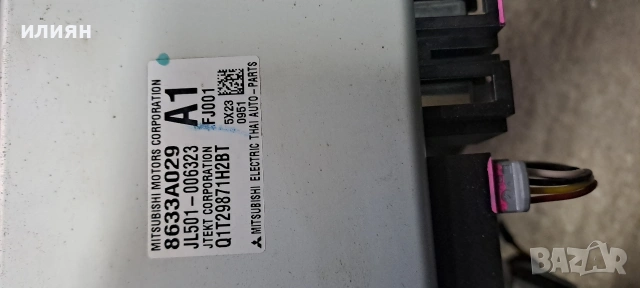 илиян
MITSUBISHI MOTORS CORPORATION
8633A029 A1
JL501-006323 FJ001
JTEKT CORPORATION 5X23
Q1T29871H2BT 0951
MITSUBISHI ELECTRIC THAI AUTO-PARTS
bazar